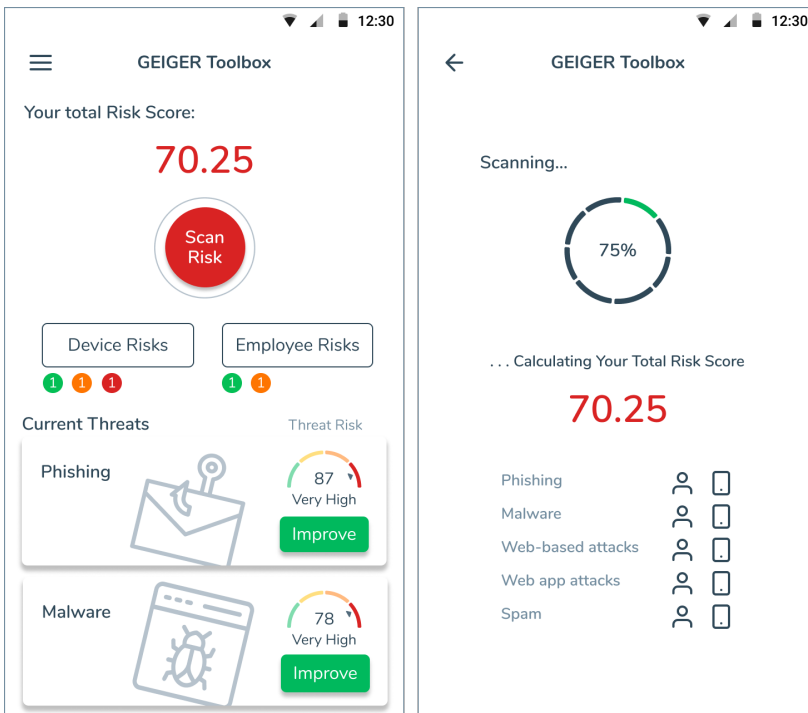 12:30
GEIGER Toolbox
Your total Risk Score:
70.25
Scan
Risk
Device Risks
Employee Risks
1 1 1
1 1
Current Threats
Threat Risk
Phishing
87
Very High
Improve
Malware
78
Very High
Improve
12:30
GEIGER Toolbox
Scanning...
75%
. . . Calculating Your Total Risk Score
70.25
Phishing
Malware
Web-based attacks
Web app attacks
Spam